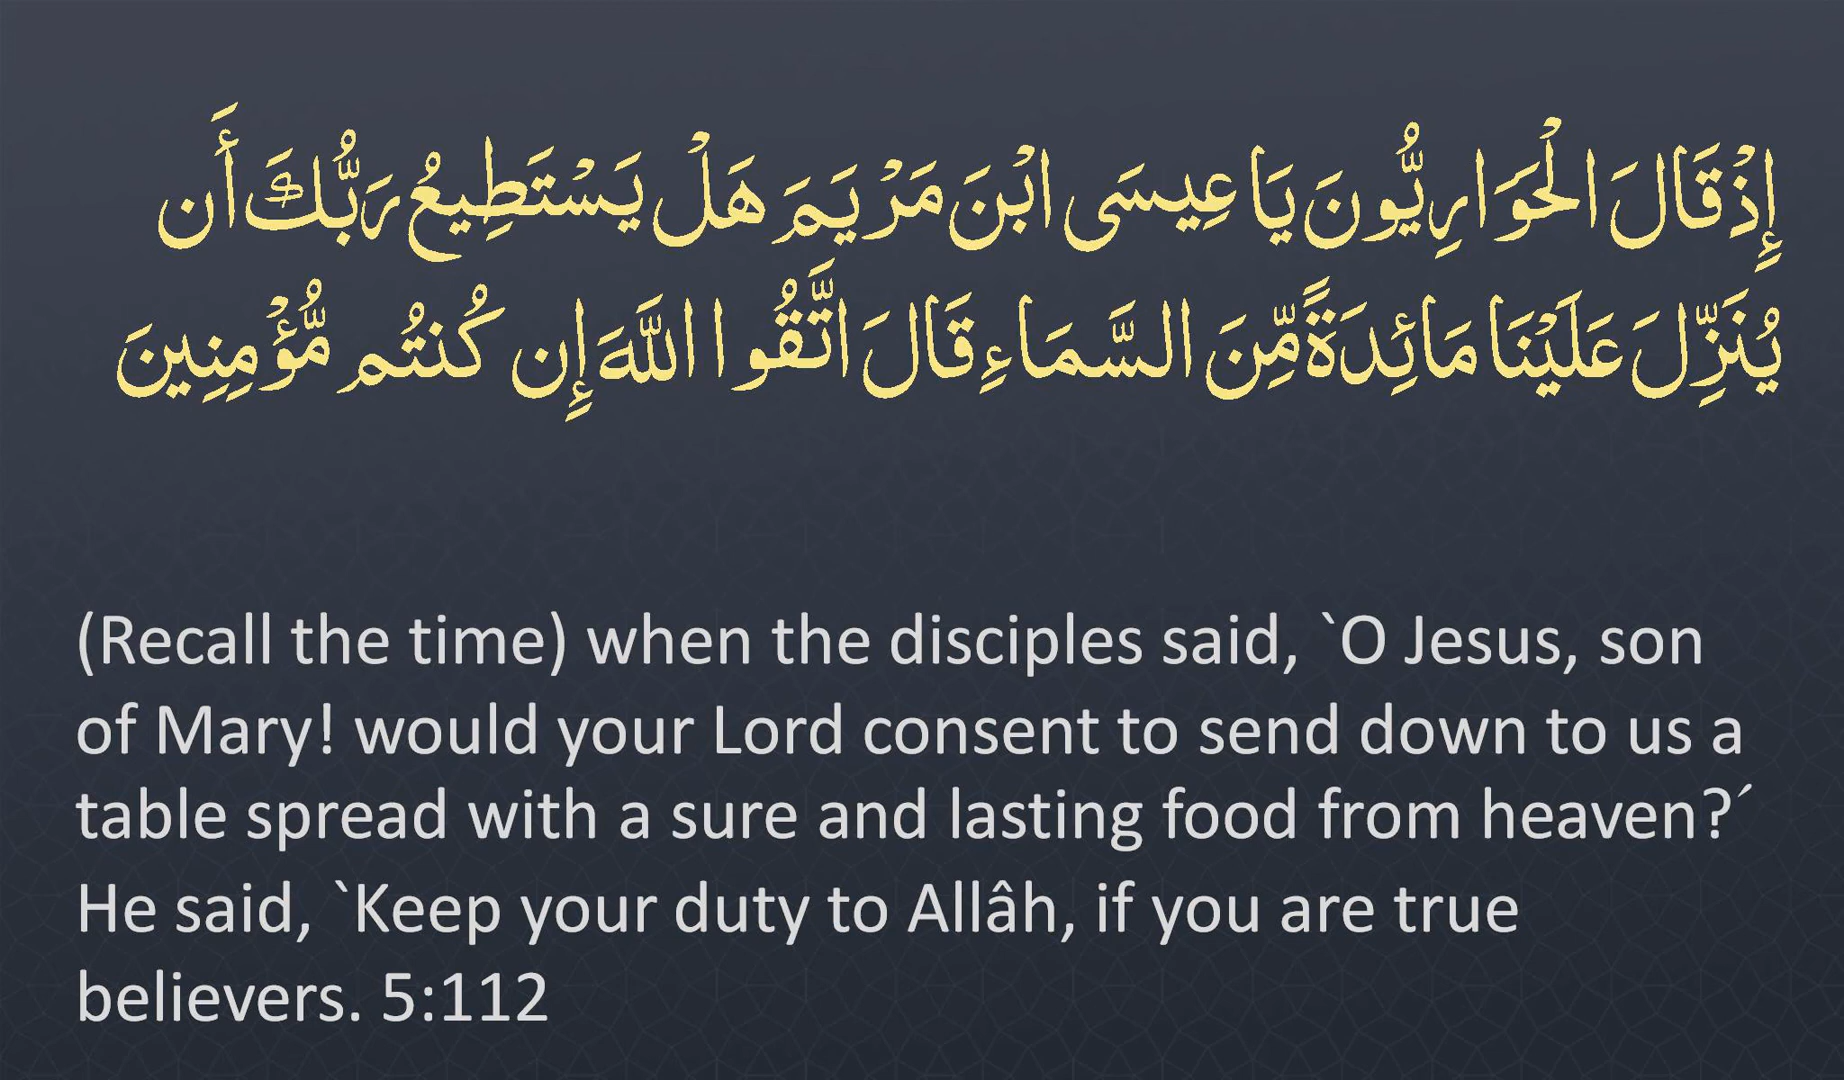 إِذْ قَالَ الْحَوَارِيُّونَ يَا عِيسَى ابْنَ مَرْيَمَ هَلْ يَسْتَطِيعُ رَبُّكَ أَن
يُنَزِّلَ عَلَيْنَا مَائِدَةً مِّنَ السَّمَاءِ قَالَ اتَّقُوا اللَّهَ إِن كُنتُم مُّؤْمِنِينَ
(Recall the time) when the disciples said, `O Jesus, son
of Mary! would your Lord consent to send down to us a
table spread with a sure and lasting food from heaven?´
He said, `Keep your duty to Allâh, if you are true
believers. 5:112